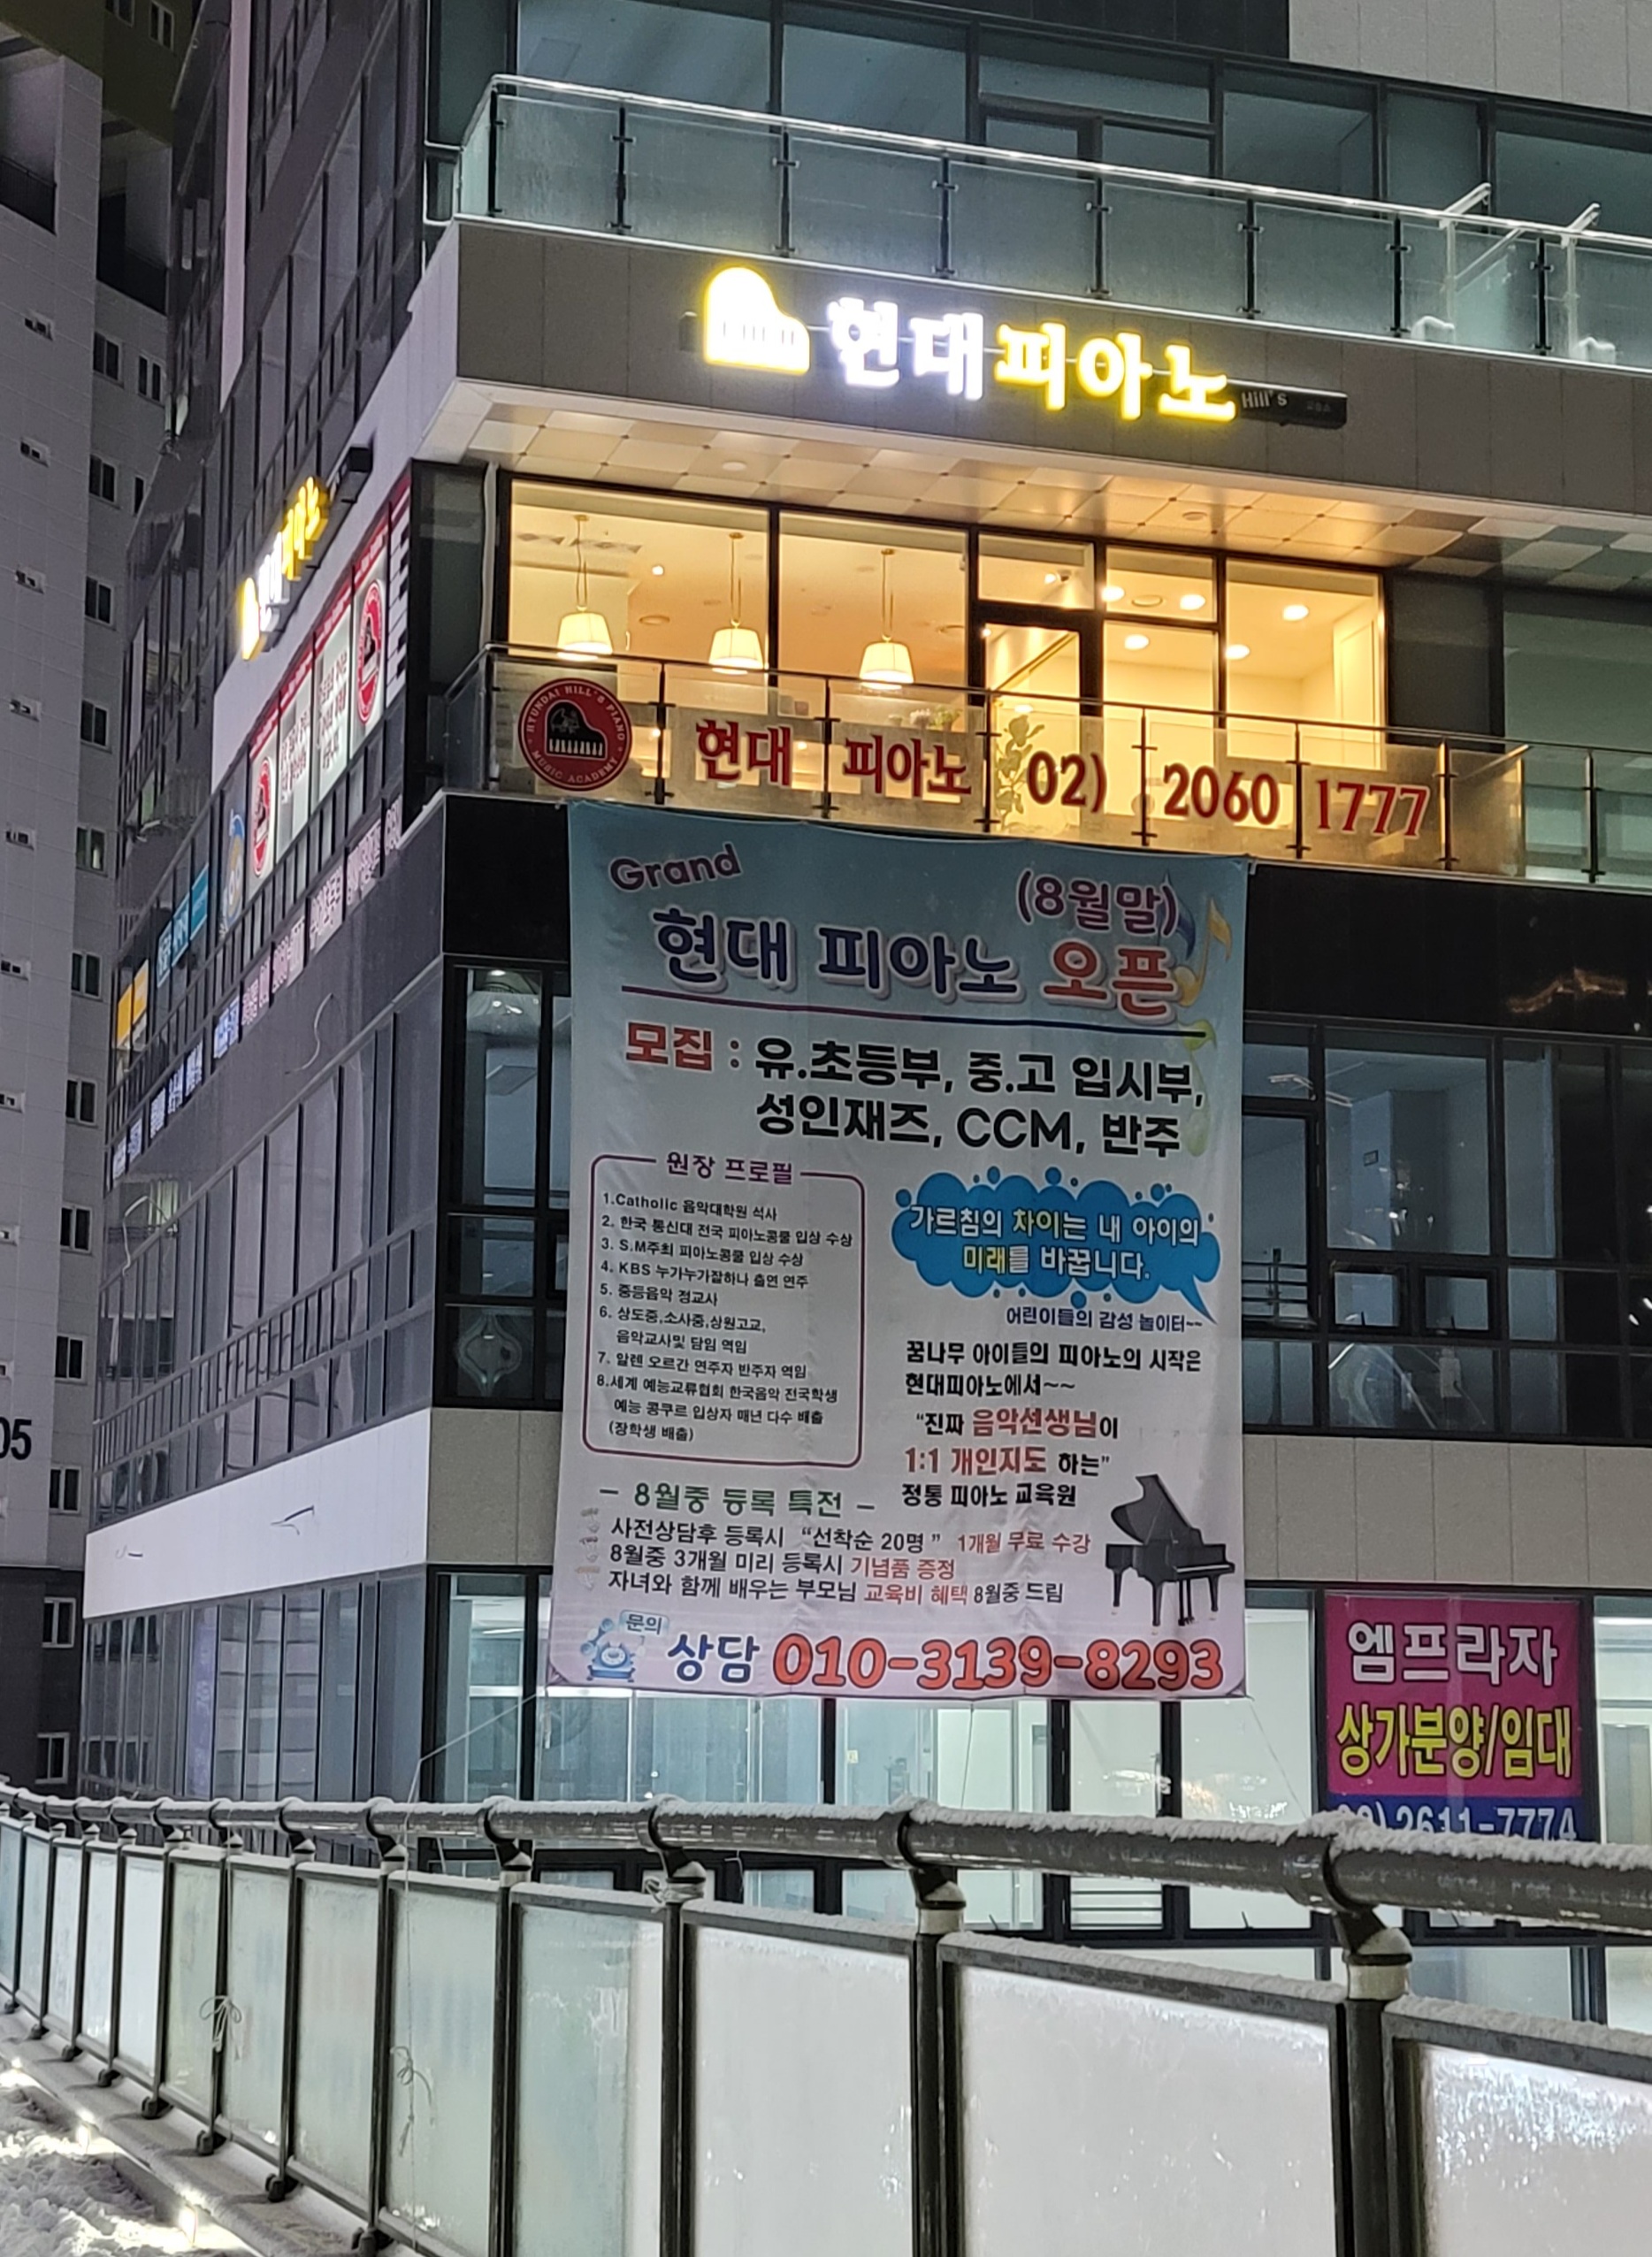 현대피아노
Hill's
HYUNDAI HILL'S PIANO
MUSIC ACADEMY
현대 피아노 02) 2060 1777
Grand
(8월말)
현대 피아노 오픈
모집 : 유.초등부, 중.고 입시부,
성인재즈, CCM, 반주
원장 프로필
1.Catholic 음악대학원 석사
2. 한국 통신대 전국 피아노콩쿨 입상 수상
3. S.M주최 피아노콩쿨 입상 수상
4. KBS 누가누가잘하나 출연 연주
5. 중등음악 정교사
6. 상도중,소사중,상원고교,
음악교사및 담임 역임
7. 알렌 오르간 연주자 반주자 역임
8.세계 예능교류협회 한국음악 전국학생
예능 콩쿠르 입상자 매년 다수 배출
(장학생 배출)
가르침의 차이는 내 아이의
미래를 바꿉니다.
어린이들의 감성 놀이터~~
꿈나무 아이들의 피아노의 시작은
현대피아노에서~~
“진짜 음악선생님이
1:1 개인지도 하는”
정통 피아노 교육원
- 8월중 등록 특전 -
사전상담후 등록시 “선착순 20명” 1개월 무료 수강
8월중 3개월 미리 등록시 기념품 증정
자녀와 함께 배우는 부모님 교육비 혜택 8월중 드림
문의
상담 010-3139-8293
엠프라자
상가분양/임대
2611-7774
05